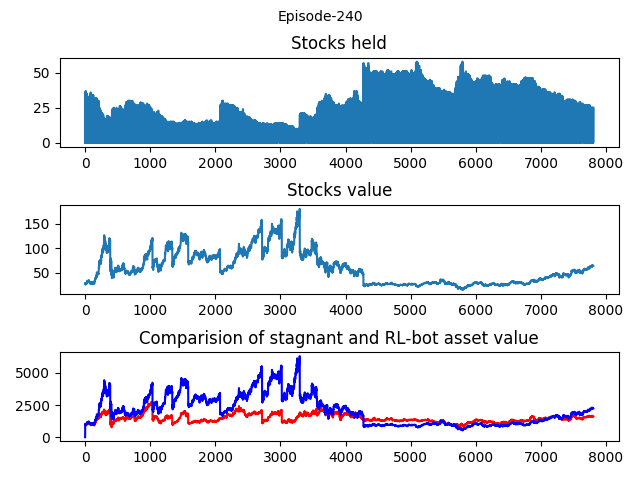 Episode-240
Stocks held
50
25
0
0 1000 2000 3000 4000 5000 6000 7000 8000
Stocks value
150
100
50
0 1000 2000 3000 4000 5000 6000 7000 8000
Comparision of stagnant and RL-bot asset value
5000
2500
0
0 1000 2000 3000 4000 5000 6000 7000 8000